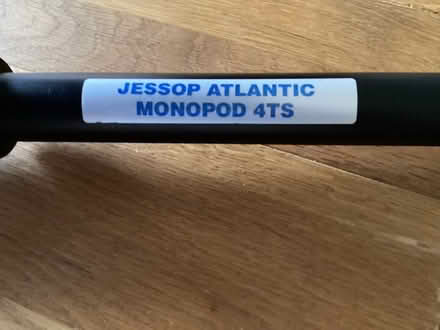 JESSOP ATLANTIC
MONOPOD 4TS